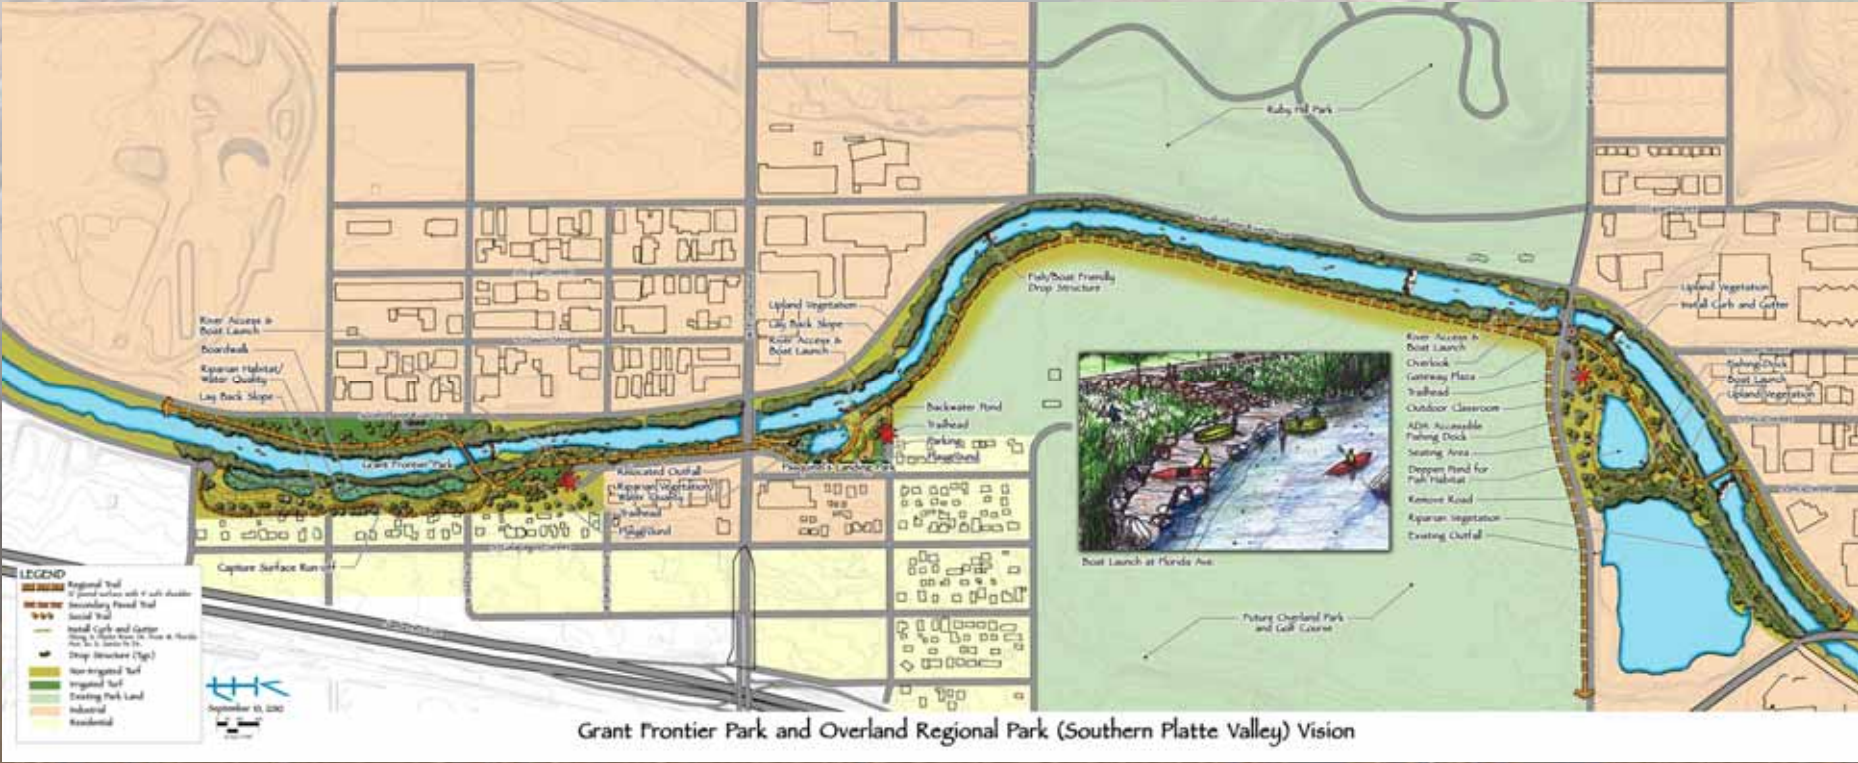 Ruby Hill Park
Fish/Boat Friendly
Drop Structure
River Access &
Boat Launch
Boardwalk
Riparian Habitat/
Water Quality
Lay Back Slope
Upland Vegetation
Lay Back Slope
River Access &
Boat Launch
Grant Frontier Park
Backwater Pond
Trailhead
Parking
Playground
Pasquinel's Landing Park
Relocated Outfall
Riparian Vegetation/
Water Quality
Trailhead
Playground
Capture Surface Run-off
Upland Vegetation
Install Curb and Gutter
Fishing Dock
Boat Launch
Upland Vegetation
River Access &
Boat Launch
Overlook
Gateway Plaza
Trailhead
Outdoor Classroom
ADA Accessible
Fishing Dock
Seating Area
Deepen Pond for
Fish Habitat
Remove Road
Riparian Vegetation
Existing Outfall
Boat Launch at Florida Ave.
Future Overland Park
and Golf Course
LEGEND
Regional Trail
Secondary Paved Trail
Social Trail
Install Curb and Gutter
Drop Structure (Typ.)
Non-Irrigated Turf
Irrigated Turf
Existing Park Land
Industrial
Residential
September 10, 2010
Grant Frontier Park and Overland Regional Park (Southern Platte Valley) Vision